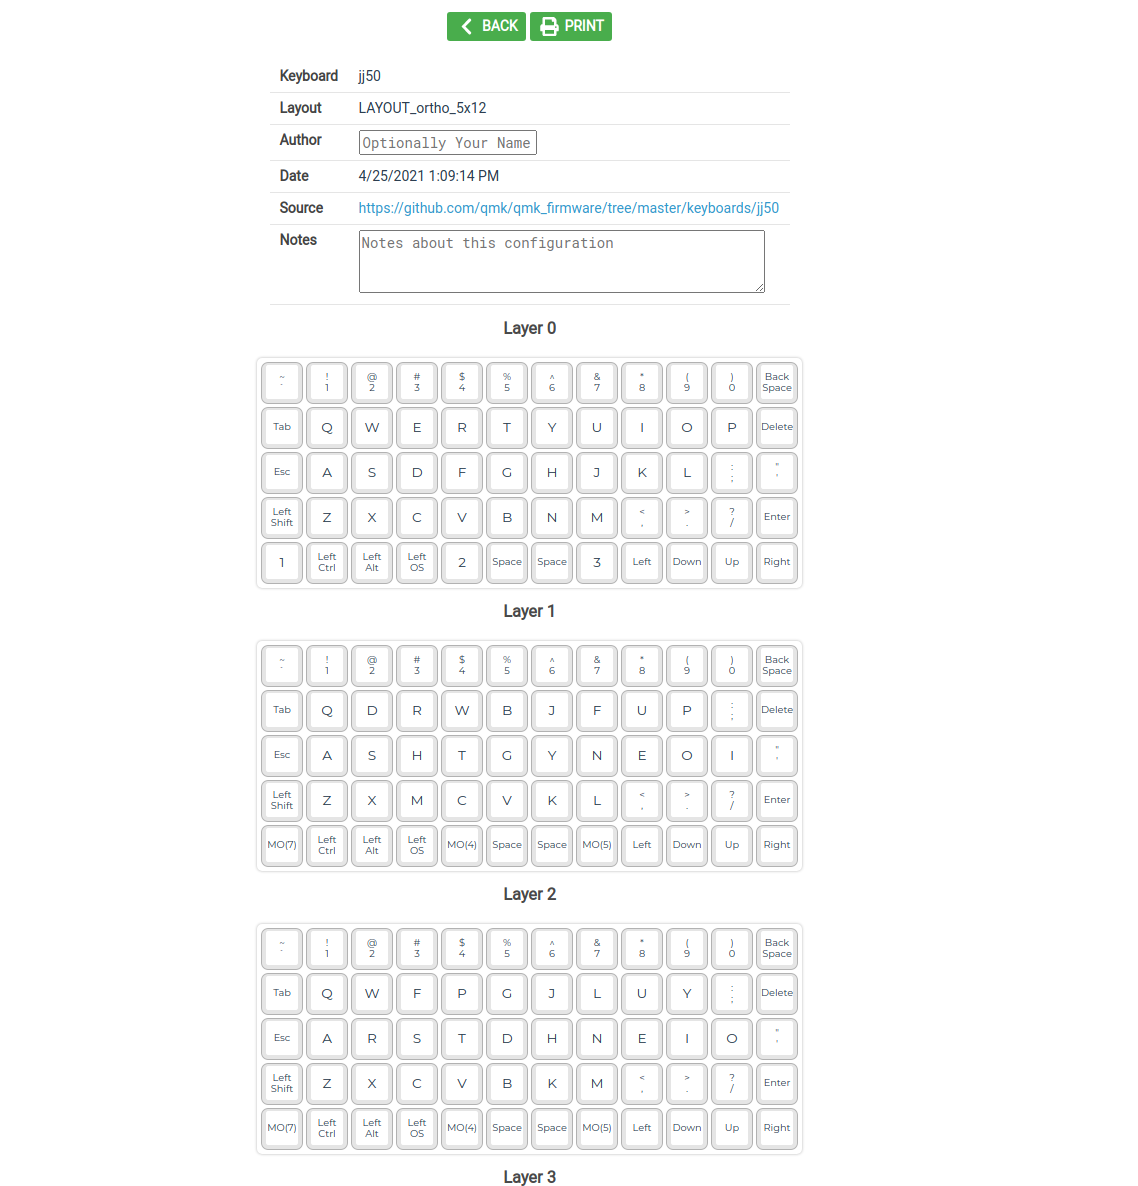 BACK PRINT
Keyboard jj50
Layout LAYOUT_ortho_5x12
Author Optionally Your Name
Date 4/25/2021 1:09:14 PM
Source https://github.com/qmk/qmk_firmware/tree/master/keyboards/jj50
Notes Notes about this configuration
Layer 0
~ ! @ # $ % ^ & * ( ) Back
` 1 2 3 4 5 6 7 8 9 0 Space
Tab Q W E R T Y U I O P Delete
Esc A S D F G H J K L : "
; '
Left Z X C V B N M < > ? Enter
Shift , . /
1 Left Left Left 2 Space Space 3 Left Down Up Right
Ctrl Alt OS
Layer 1
~ ! @ # $ % ^ & * ( ) Back
` 1 2 3 4 5 6 7 8 9 0 Space
Tab Q D R W B J F U P : Delete
;
Esc A S H T G Y N E O I "
'
Left Z X M C V K L < > ? Enter
Shift , . /
MO(7) Left Left Left MO(4) Space Space MO(5) Left Down Up Right
Ctrl Alt OS
Layer 2
~ ! @ # $ % ^ & * ( ) Back
` 1 2 3 4 5 6 7 8 9 0 Space
Tab Q W F P G J L U Y : Delete
;
Esc A R S T D H N E I O "
'
Left Z X C V B K M < > ? Enter
Shift , . /
MO(7) Left Left Left MO(4) Space Space MO(5) Left Down Up Right
Ctrl Alt OS
Layer 3